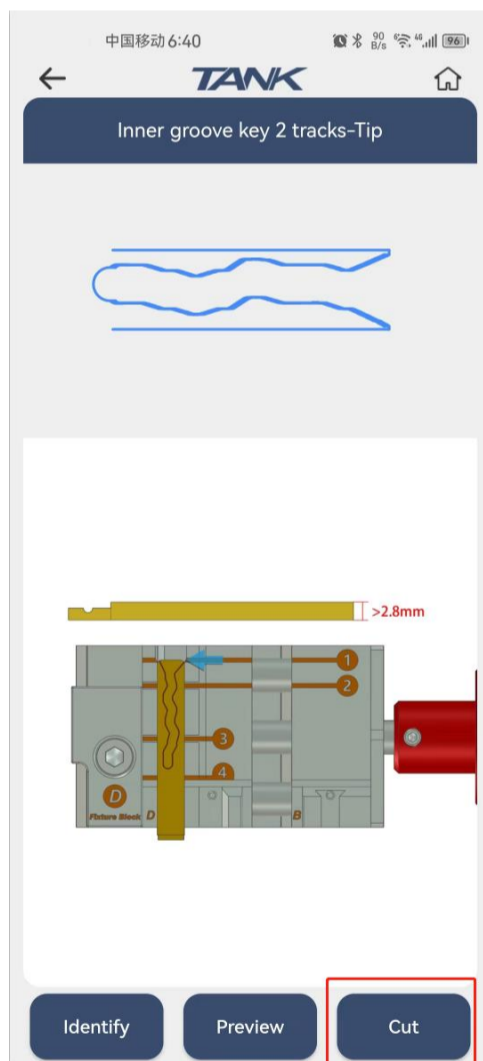 中国移动 6:40
90 B/s
4G
96
TANK
Inner groove key 2 tracks-Tip
>2.8mm
1
2
3
4
D
Fixture Block D
B
Identify
Preview
Cut